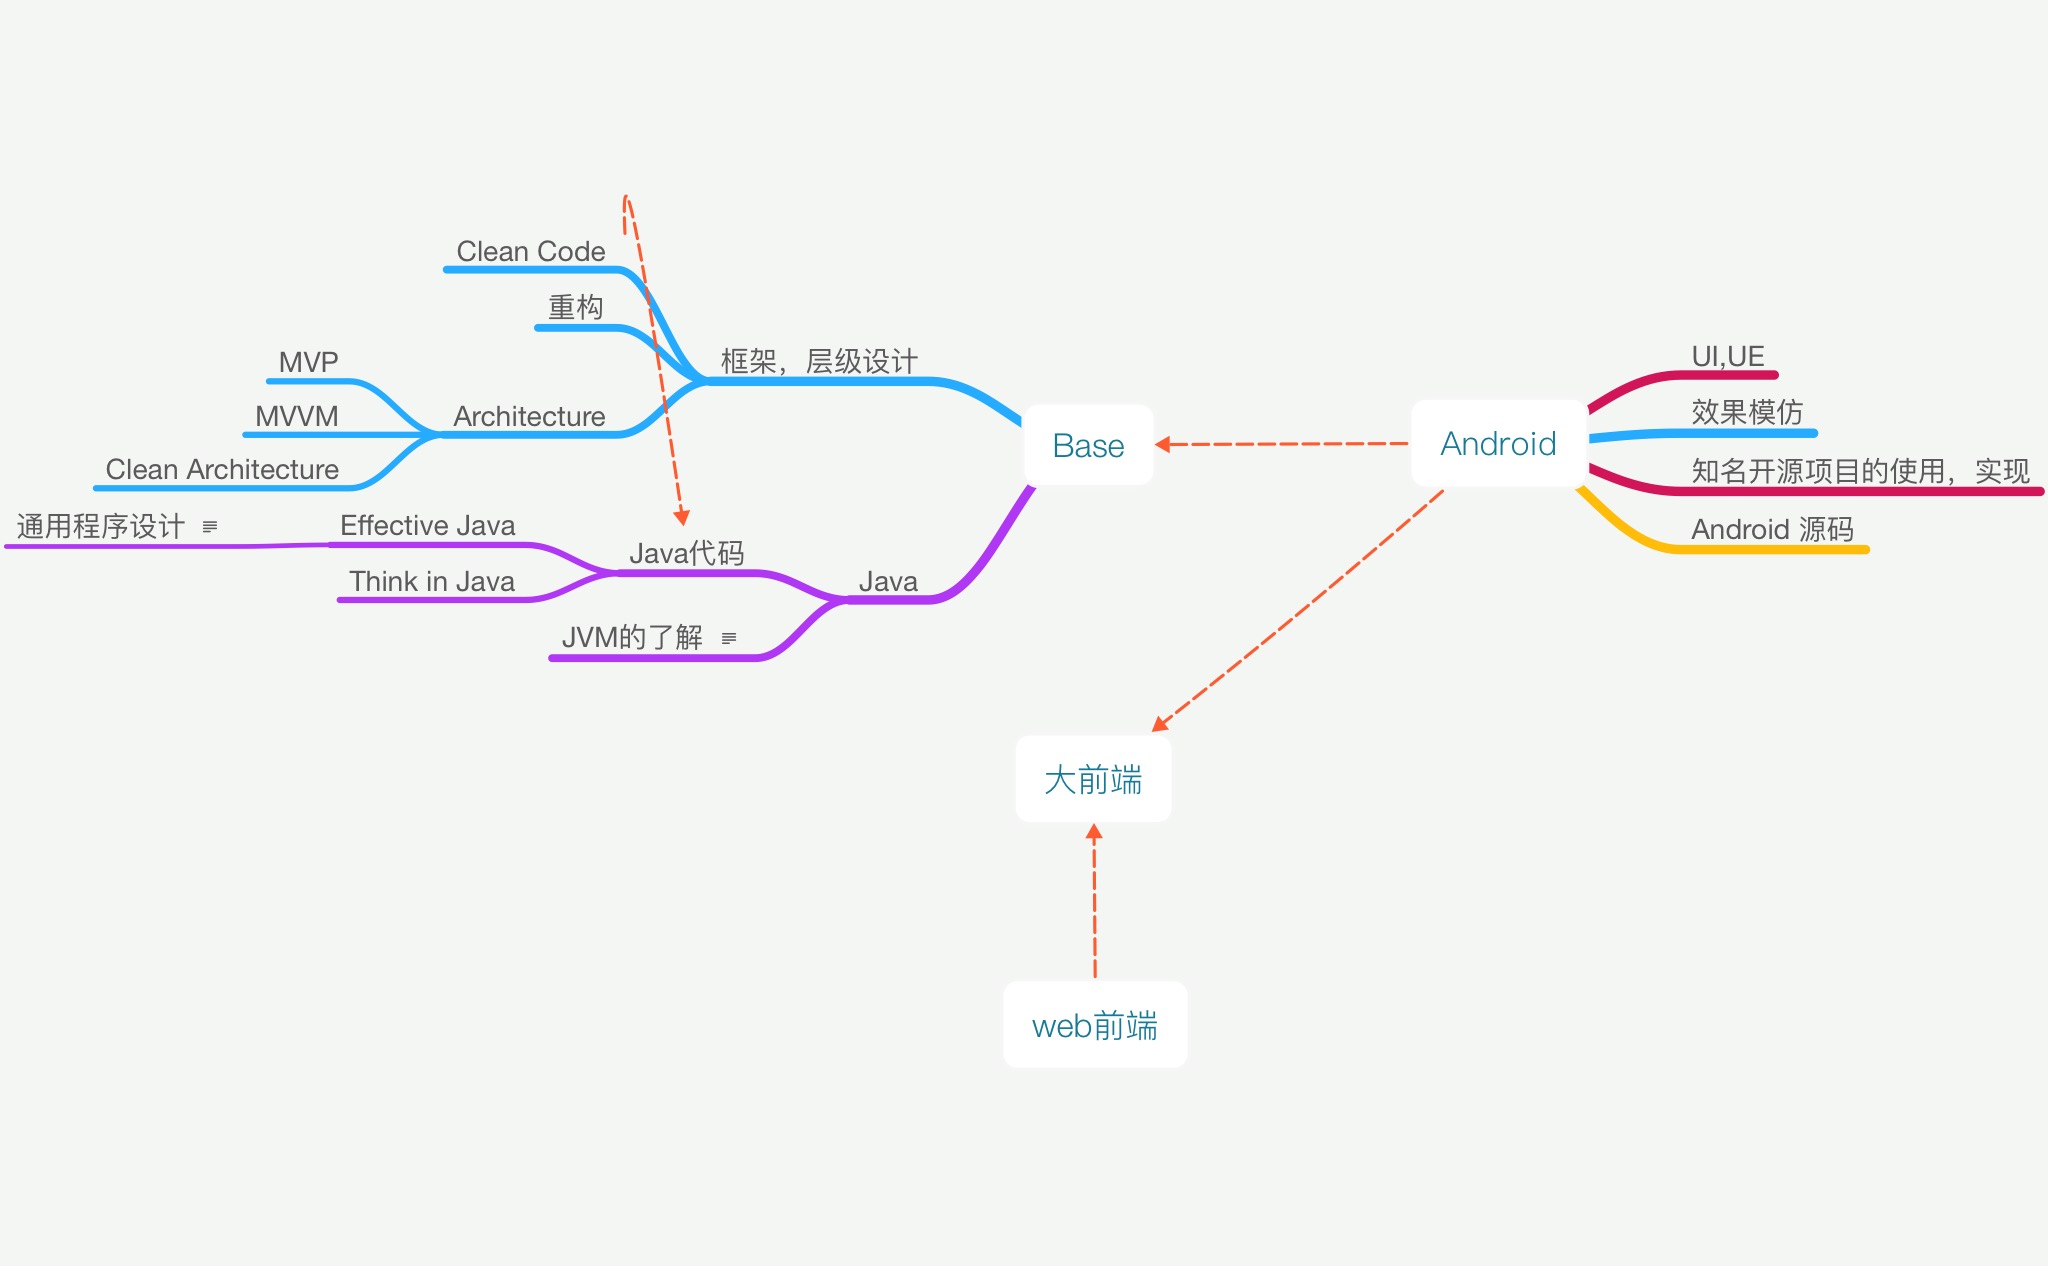 Clean Code
重构
框架，层级设计
MVP
MVVM
Architecture
Clean Architecture
Base
通用程序设计
Effective Java
Java代码
Think in Java
Java
JVM的了解
Android
UI,UE
效果模仿
知名开源项目的使用，实现
Android 源码
大前端
web前端